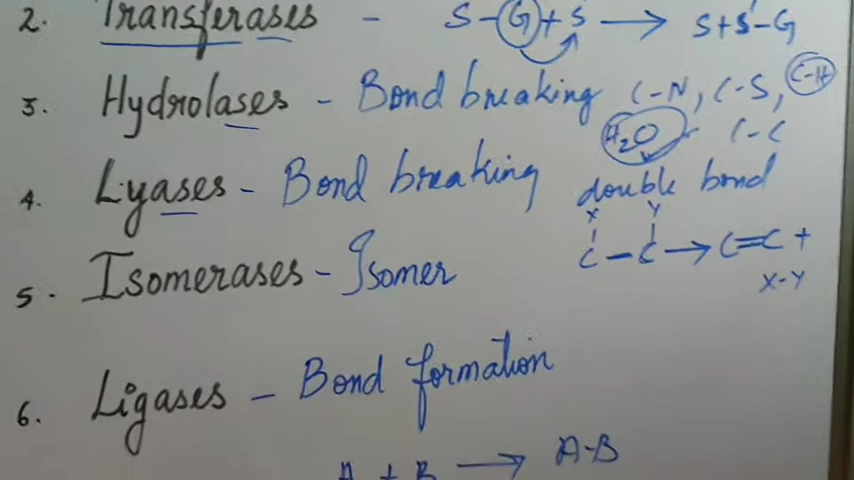 2. Transferases - S-G+S' → S+S'-G
3. Hydrolases - Bond breaking C-N, C-S, C-H
H2O C-C
4. Lyases - Bond breaking double bond
X Y
C-C → C=C +
X-Y
5. Isomerases - Isomer
6. Ligases - Bond formation
A + B → A-B